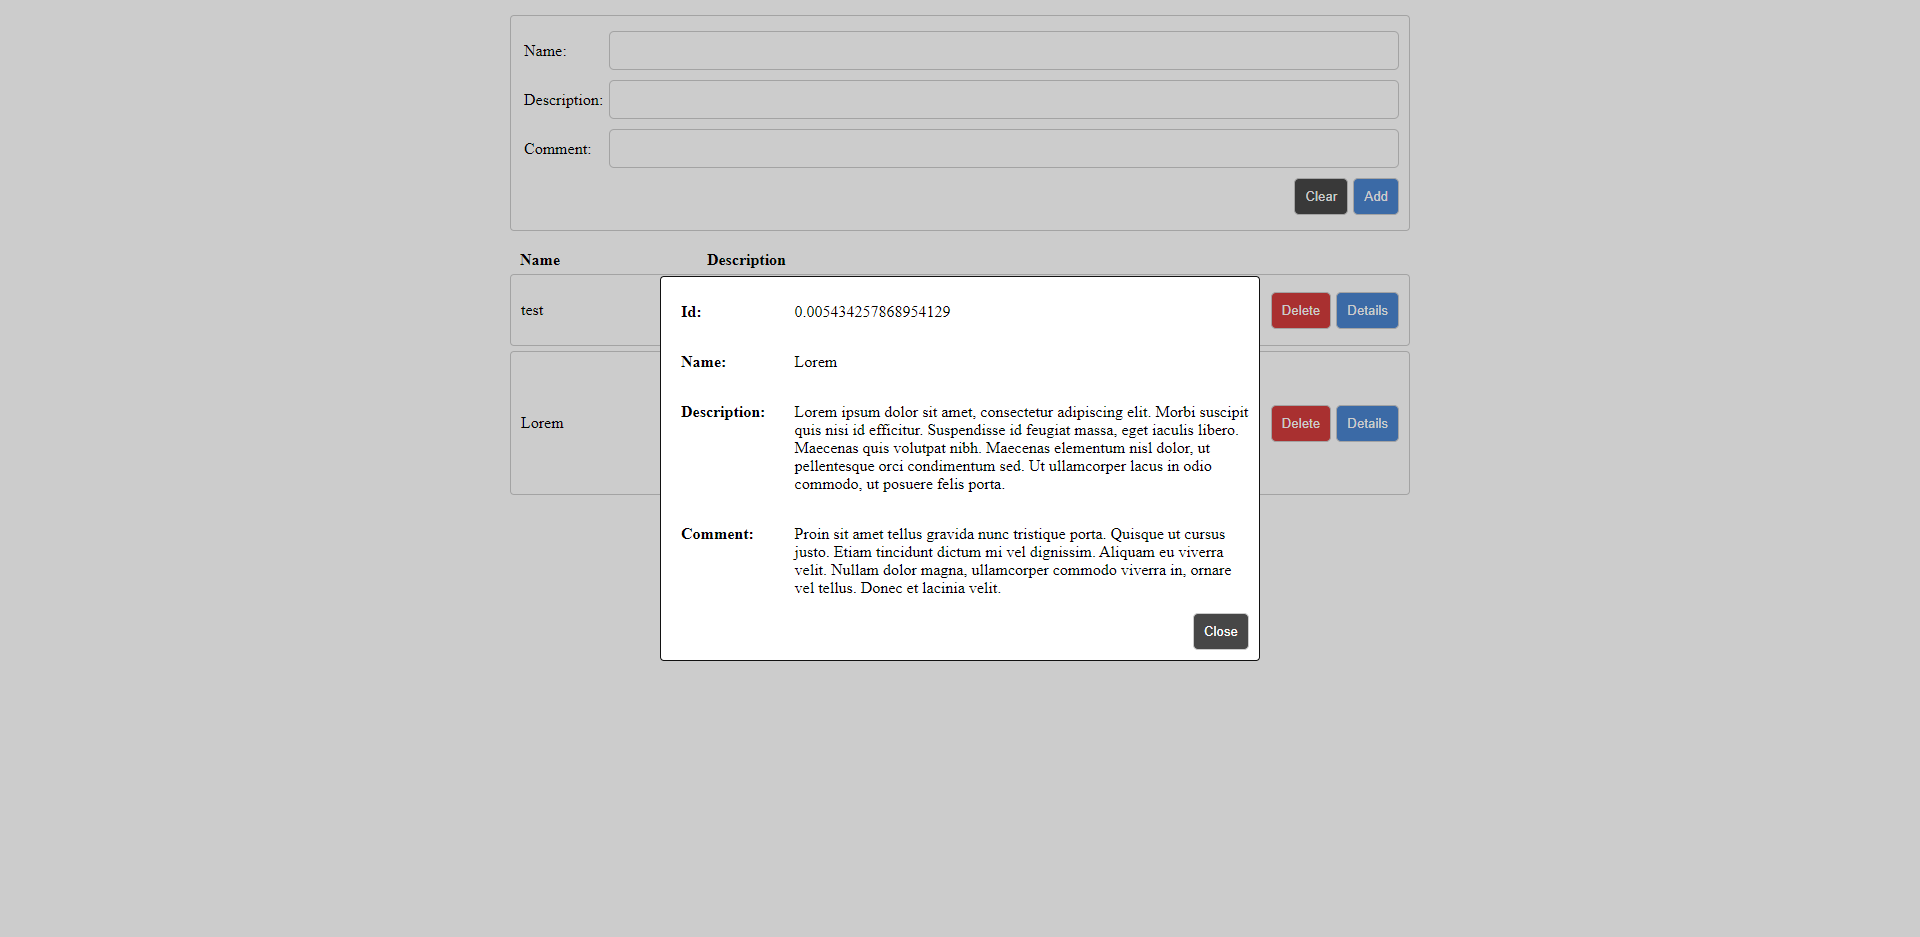 Name:
Description:
Comment:
Clear Add
Name Description
test Delete Details
Lorem Delete Details
Id: 0.005434257868954129
Name: Lorem
Description: Lorem ipsum dolor sit amet, consectetur adipiscing elit. Morbi suscipit
quis nisi id efficitur. Suspendisse id feugiat massa, eget iaculis libero.
Maecenas quis volutpat nibh. Maecenas elementum nisl dolor, ut
pellentesque orci condimentum sed. Ut ullamcorper lacus in odio
commodo, ut posuere felis porta.
Comment: Proin sit amet tellus gravida nunc tristique porta. Quisque ut cursus
justo. Etiam tincidunt dictum mi vel dignissim. Aliquam eu viverra
velit. Nullam dolor magna, ullamcorper commodo viverra in, ornare
vel tellus. Donec et lacinia velit.
Close